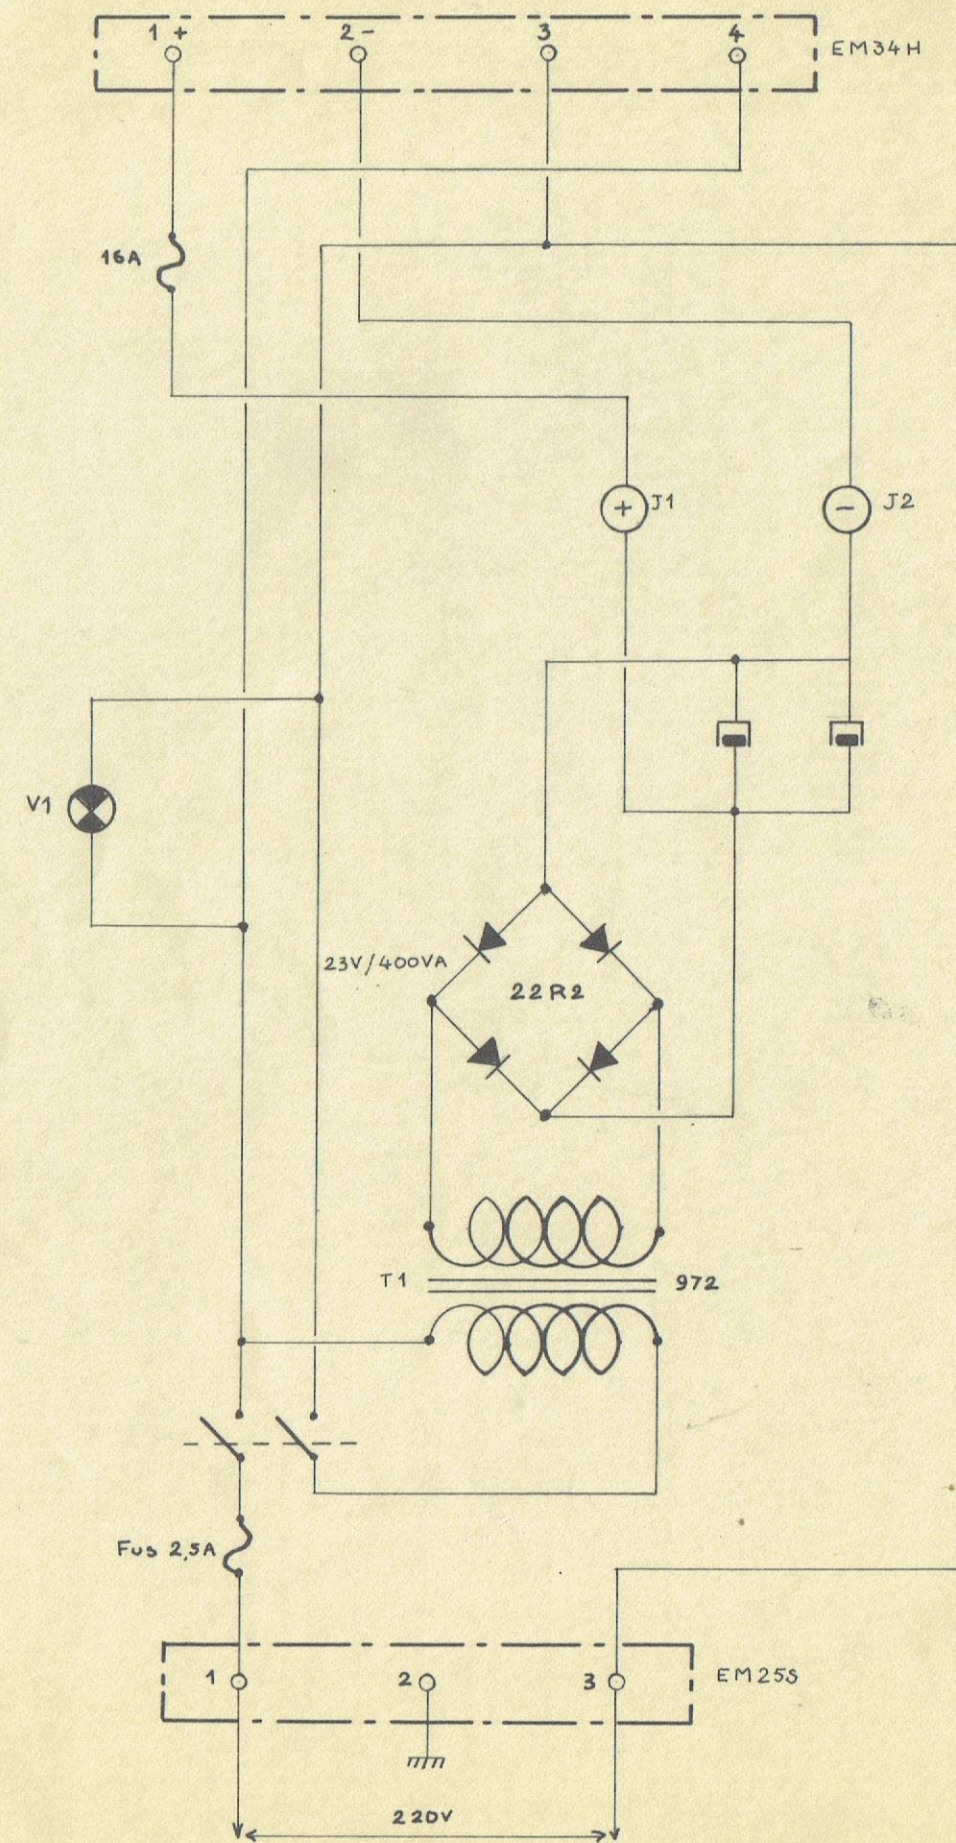 1 + 2 - 3 4
EM34H
16A
+ J1
- J2
V1
23V/400VA
22R2
T1 972
Fus 2,5A
1 2 3 EM25S
220V